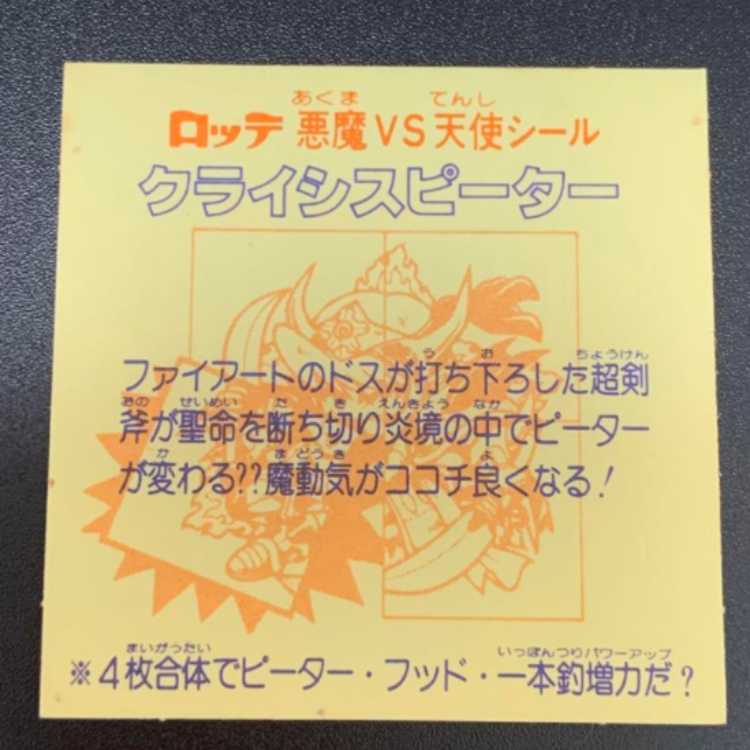 あくま てんし
ロッテ 悪魔VS天使シール
クライシスピーター
う お ちょうけん
ファイアートのドスが打ち下ろした超剣
おの せいめい た き えんきょう なか
斧が聖命を断ち切り炎境の中でピーター
か まどうき よ
が変わる??魔動気がココチ良くなる!
まいがったい いっぽんつりパワーアップ
※4枚合体でピーター・フッド・一本釣増力だ?